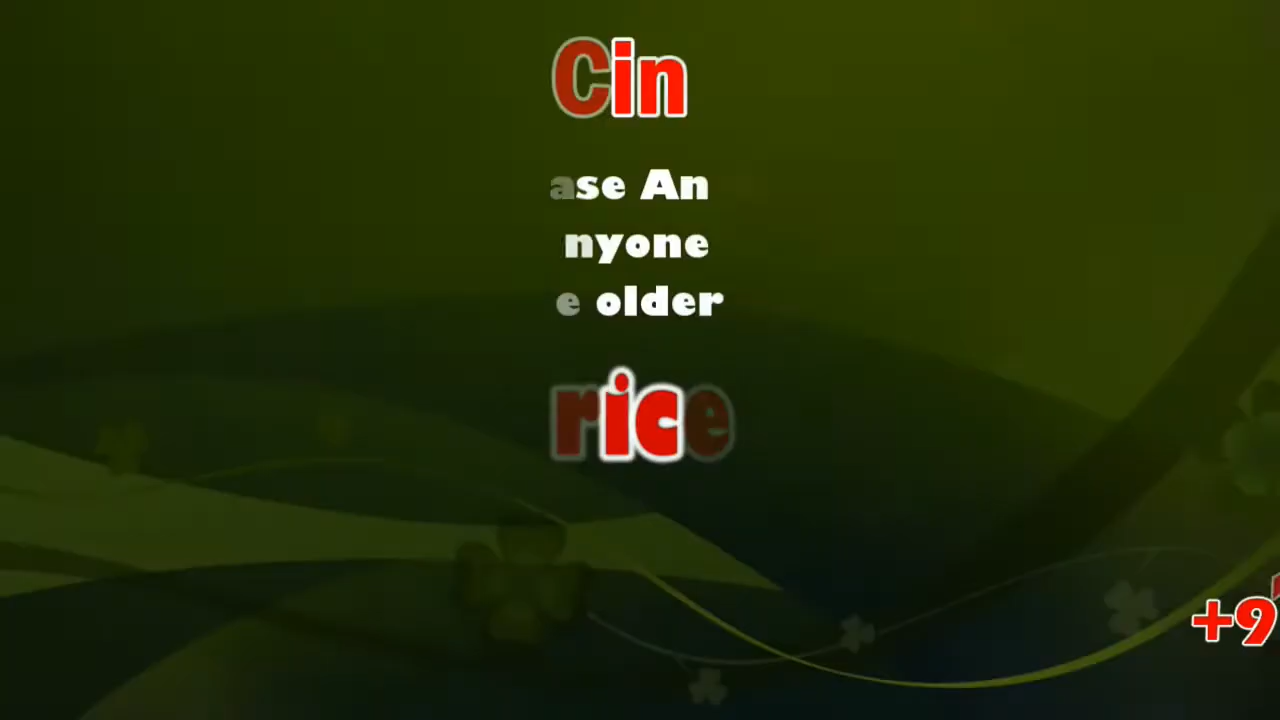 Cin
ase An
nyone
e older
rice
+9